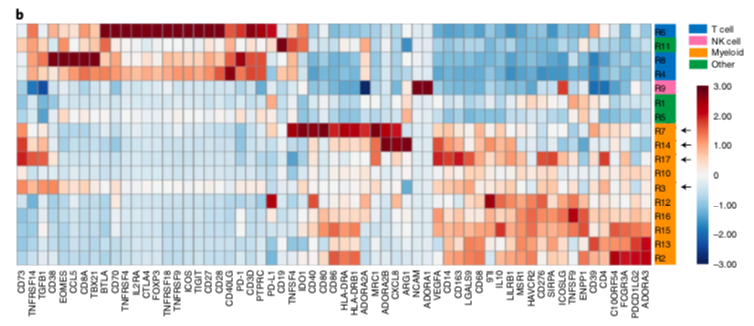 b
R6
R11
R8
R4
R9
R1
R5
R7
R14
R17
R10
R3
R12
R16
R15
R13
R2
T cell
NK cell
Myeloid
Other
3.00
2.00
1.00
0
−1.00
−2.00
−3.00
CD73
TNFRSF14
TGFB1
CD38
EOMES
CCL5
CD8A
TBX21
BTLA
CD70
TNFRSF4
IL2RA
CTLA4
FOXP3
TNFRSF18
TNFRSF9
ICOS
TIGIT
CD27
CD28
CD40LG
PD-1
CD3D
PTPRC
PD-L1
CD19
TNFSF4
IDO1
CD40
CD80
CD86
HLA-DRA
HLA-DRB1
ADORA2A
MRC1
ADORA2B
CXCL8
ARG1
NCAM
ADORA1
VEGFA
CD14
CD163
LGALS9
CD68
IL10
LILRB1
MSR1
HAVCR2
CD276
SIRPA
ICOSLG
TNFSF9
ENPP1
CD39
CD4
C10ORF54
FCGR3A
PDCD1LG2
ADORA3